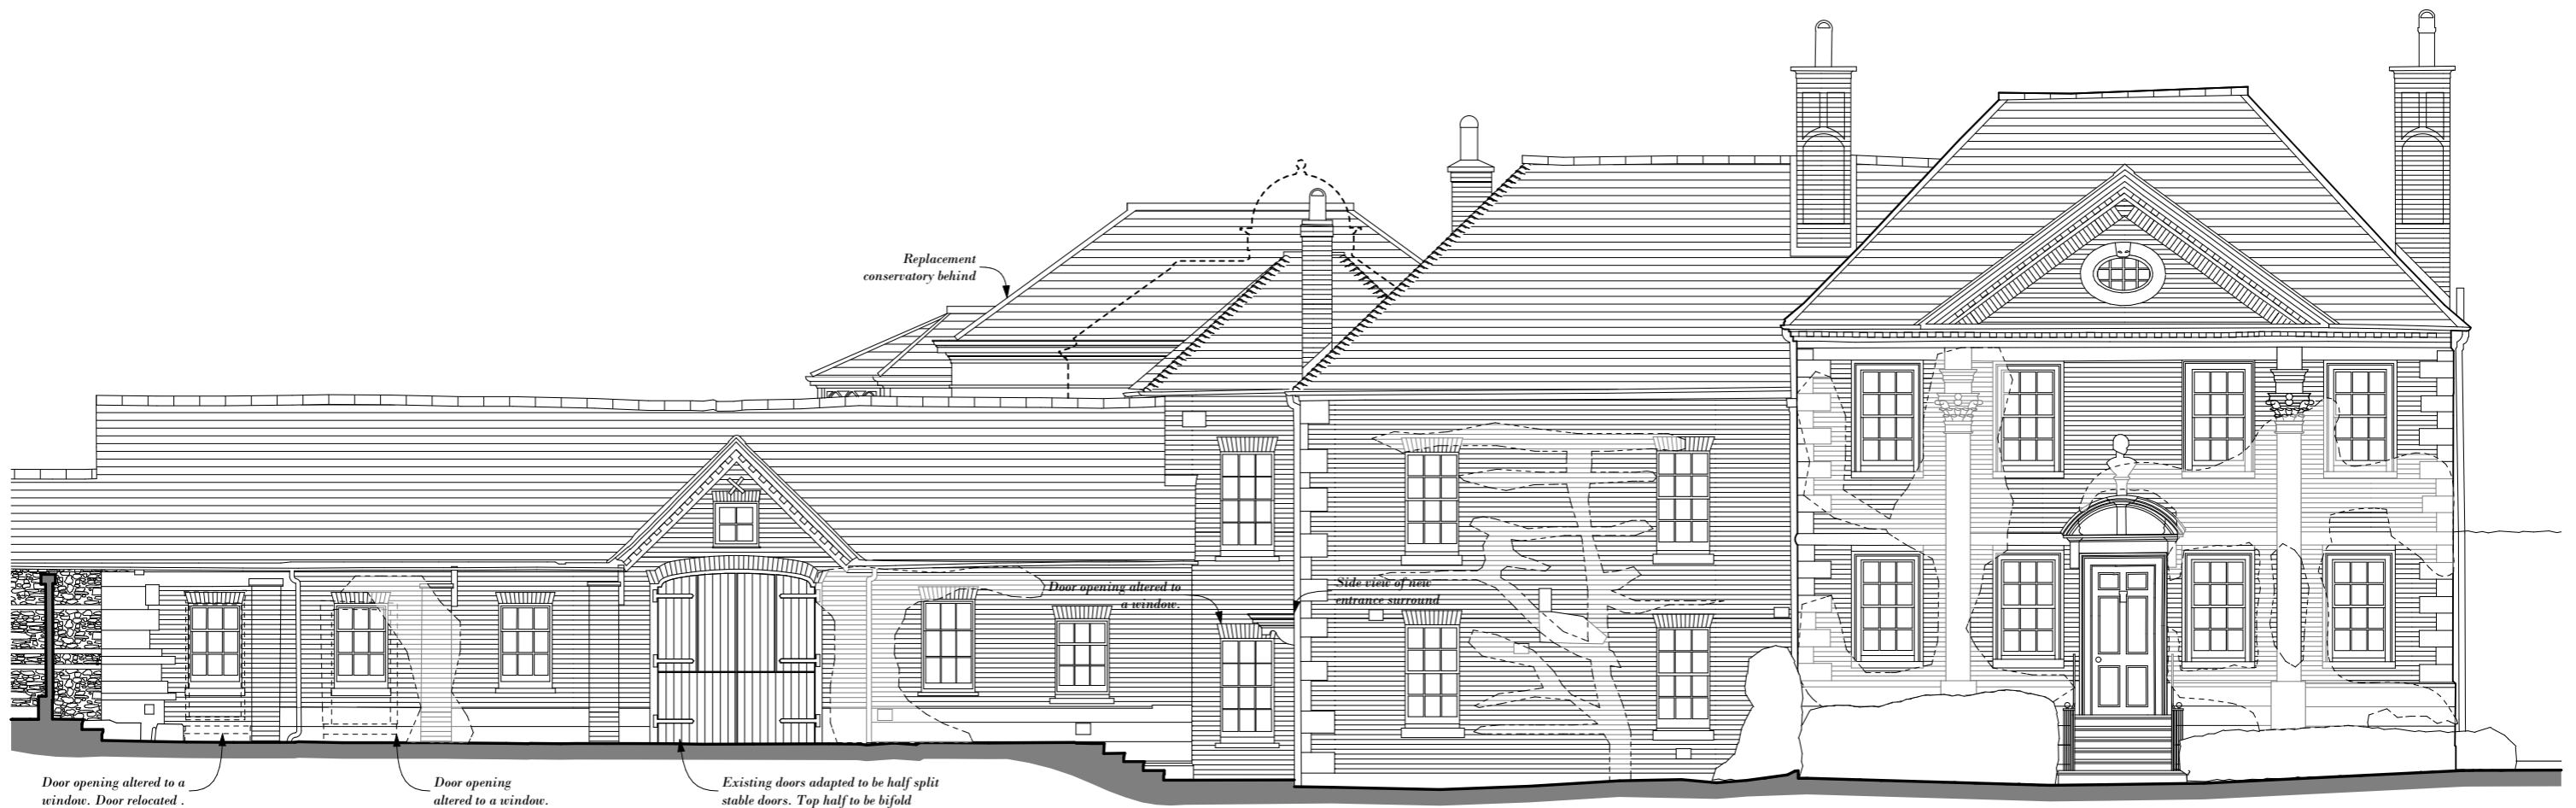 Replacement
conservatory behind
Door opening altered to
a window.
Side view of new
entrance surround
Door opening altered to a
window. Door relocated .
Door opening
altered to a window.
Existing doors adapted to be half split
stable doors. Top half to be bifold